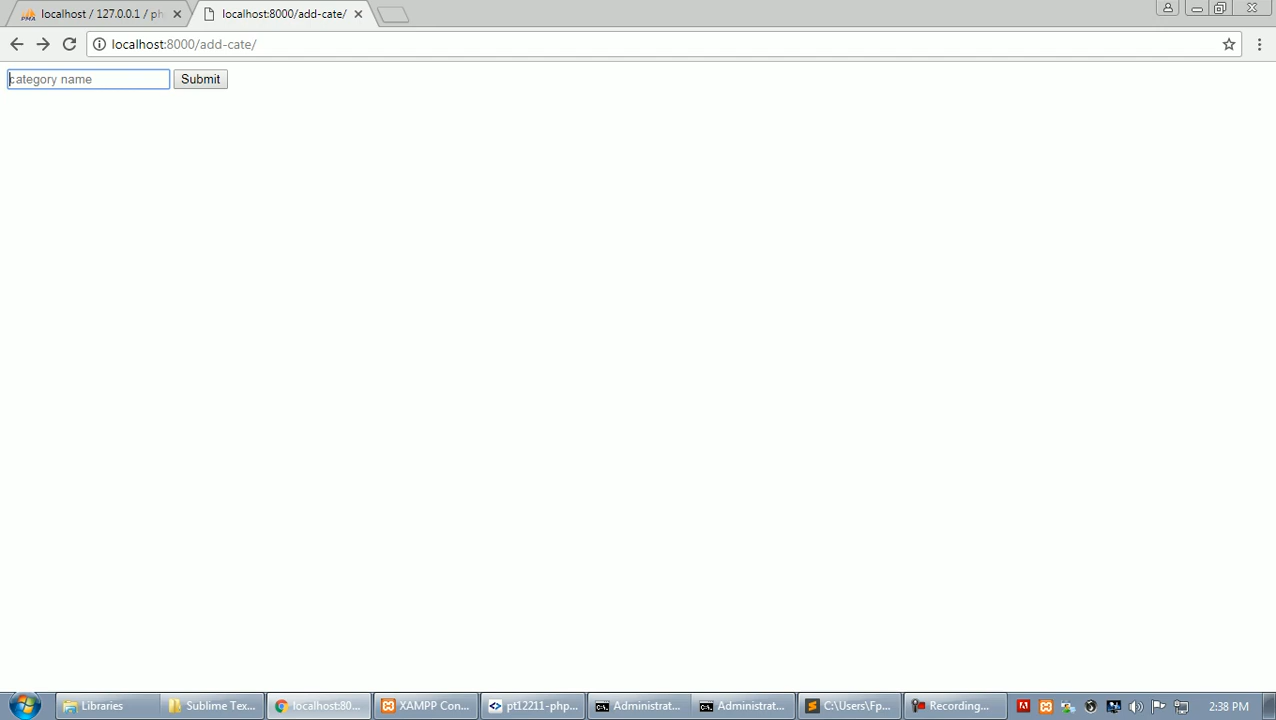 localhost / 127.0.0.1 / ph
localhost:8000/add-cate/
localhost:8000/add-cate/
category name
Submit
Libraries
Sublime Tex...
localhost:80...
XAMPP Con...
pt12211-php...
Administrat...
Administrat...
C:\Users\Fp...
Recording...
2:38 PM